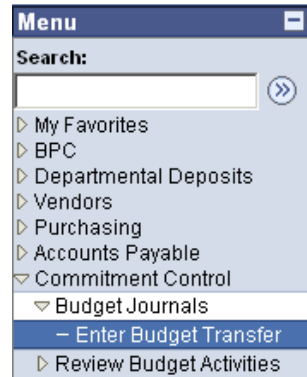 Menu
Search:
My Favorites
BPC
Departmental Deposits
Vendors
Purchasing
Accounts Payable
Commitment Control
Budget Journals
– Enter Budget Transfer
Review Budget Activities